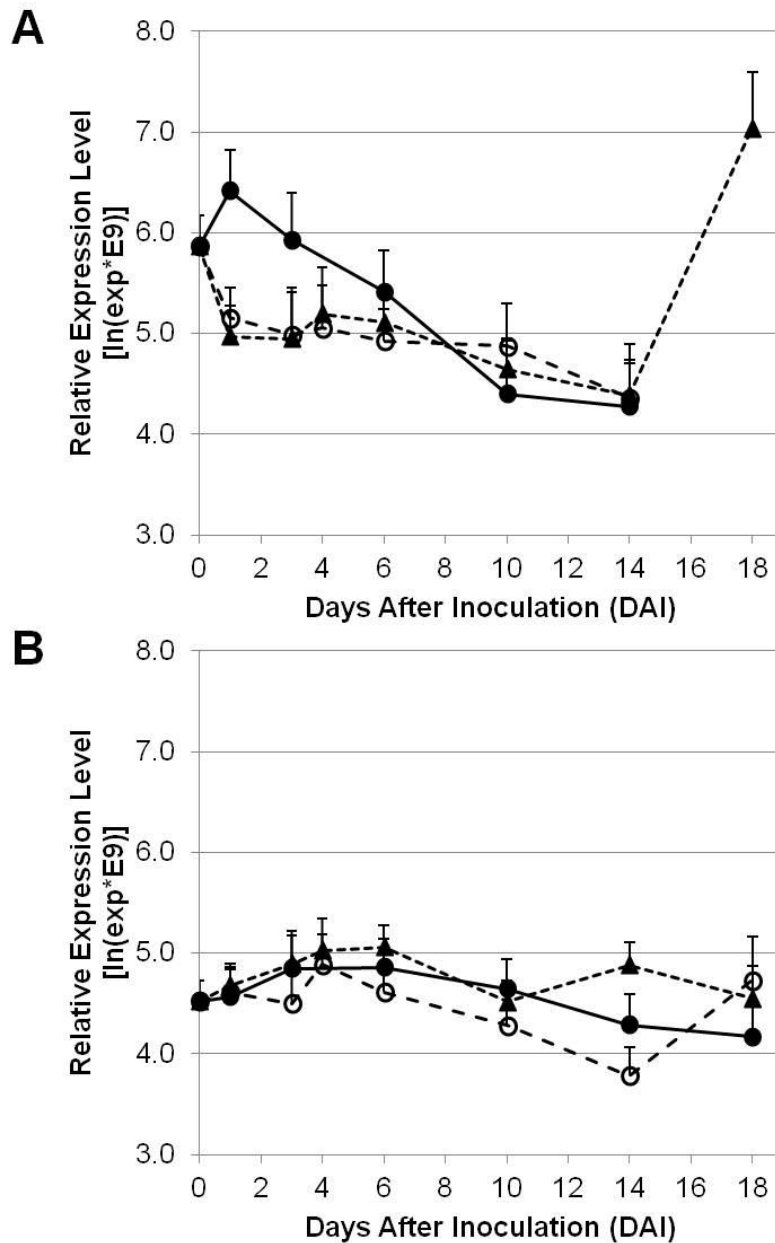 A
8.0
7.0
6.0
5.0
4.0
3.0
Relative Expression Level
[ln(exp*E9)]
0 2 4 6 8 10 12 14 16 18
Days After Inoculation (DAI)
B
8.0
7.0
6.0
5.0
4.0
3.0
Relative Expression Level
[ln(exp*E9)]
0 2 4 6 8 10 12 14 16 18
Days After Inoculation (DAI)